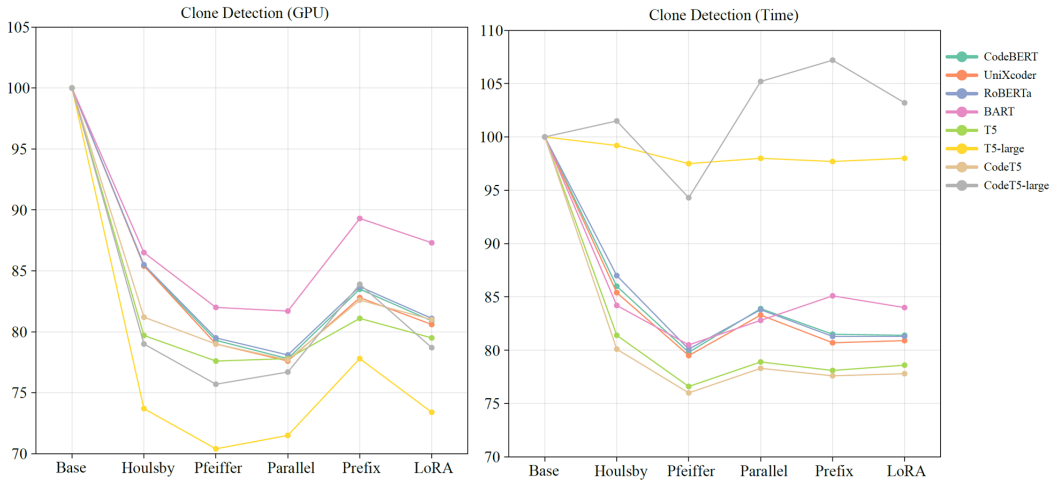 Clone Detection (GPU)
105
100
95
90
85
80
75
70
Base Houlsby Pfeiffer Parallel Prefix LoRA
Clone Detection (Time)
110
105
100
95
90
85
80
75
70
Base Houlsby Pfeiffer Parallel Prefix LoRA
CodeBERT
UniXcoder
RoBERTa
BART
T5
T5-large
CodeT5
CodeT5-large